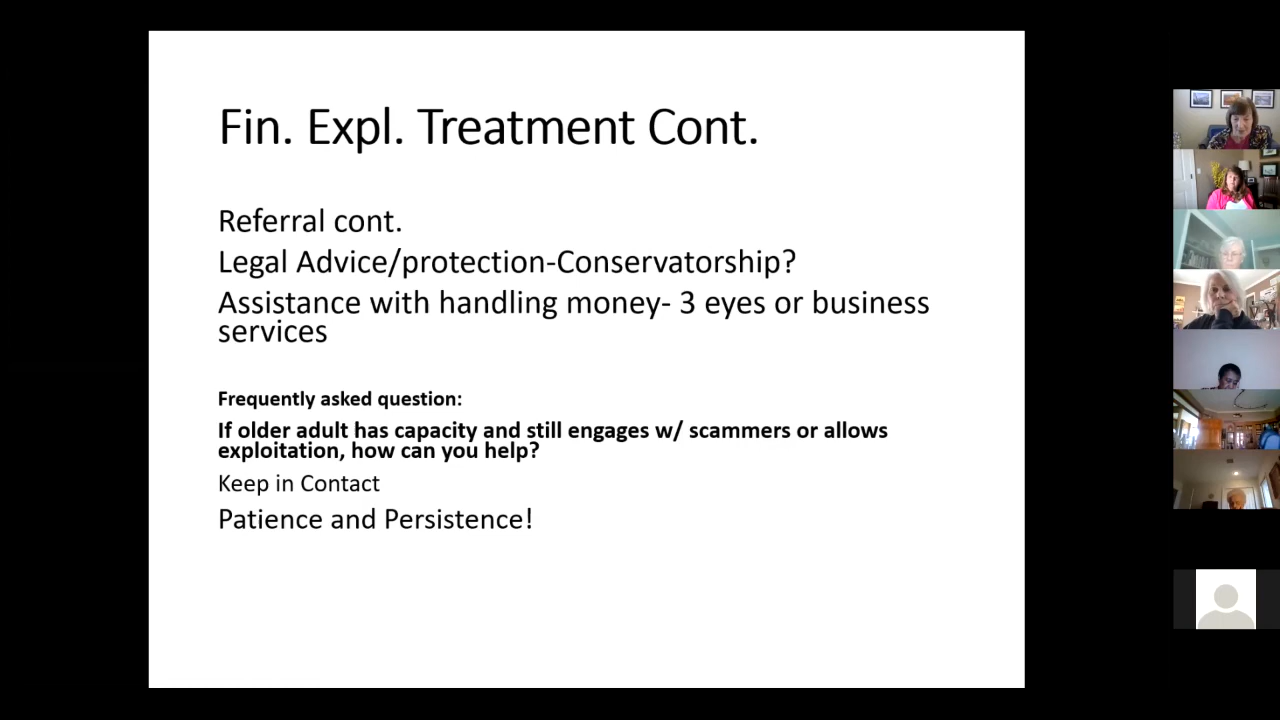 Fin. Expl. Treatment Cont.
Referral cont.
Legal Advice/protection-Conservatorship?
Assistance with handling money- 3 eyes or business
services
Frequently asked question:
If older adult has capacity and still engages w/ scammers or allows
exploitation, how can you help?
Keep in Contact
Patience and Persistence!